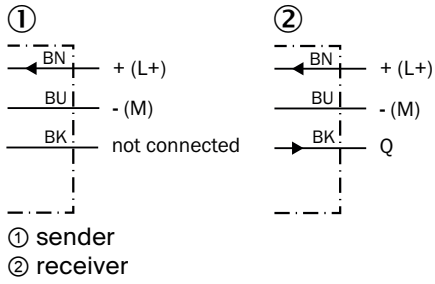 ① ②
BN + (L+) BN + (L+)
BU - (M) BU - (M)
BK not connected BK Q
① sender
② receiver